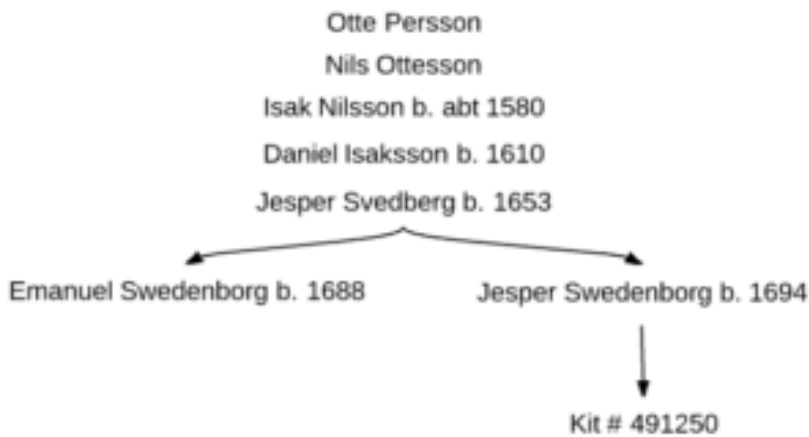 Otte Persson
Nils Ottesson
Isak Nilsson b. abt 1580
Daniel Isaksson b. 1610
Jesper Svedberg b. 1653
Emanuel Swedenborg b. 1688
Jesper Swedenborg b. 1694
Kit # 491250